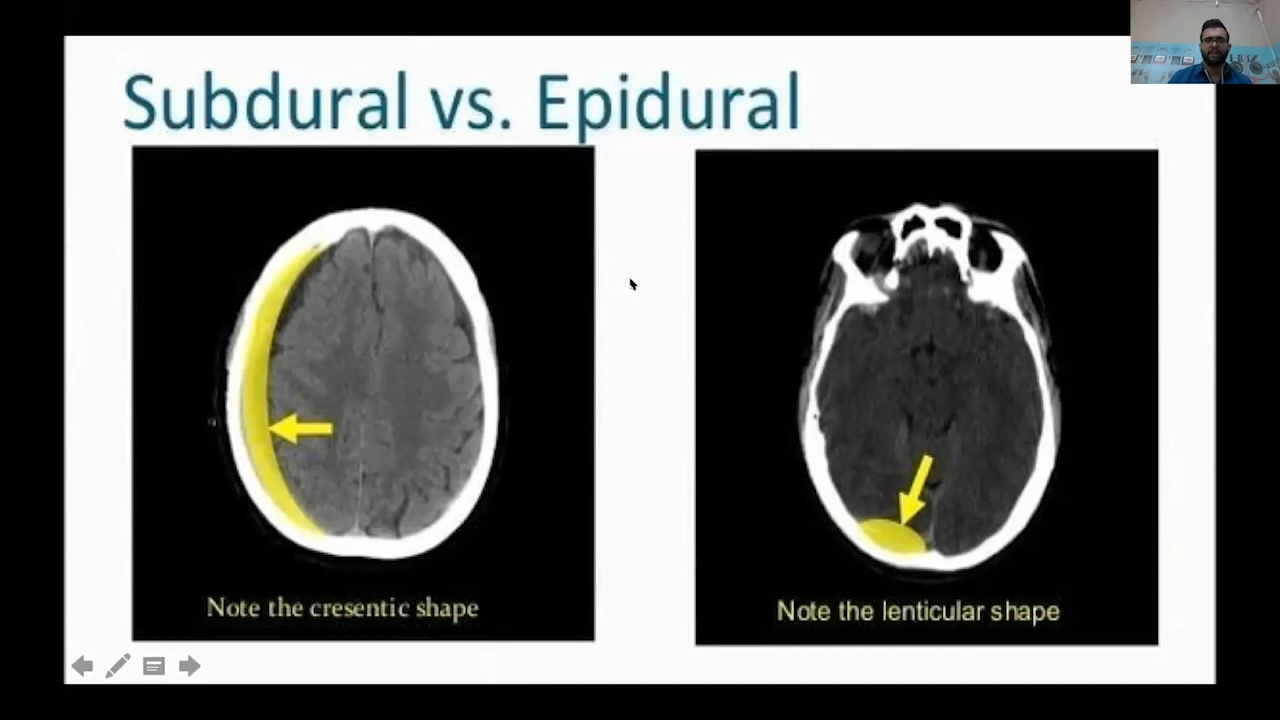 Subdural vs. Epidural
Note the cresentic shape
Note the lenticular shape